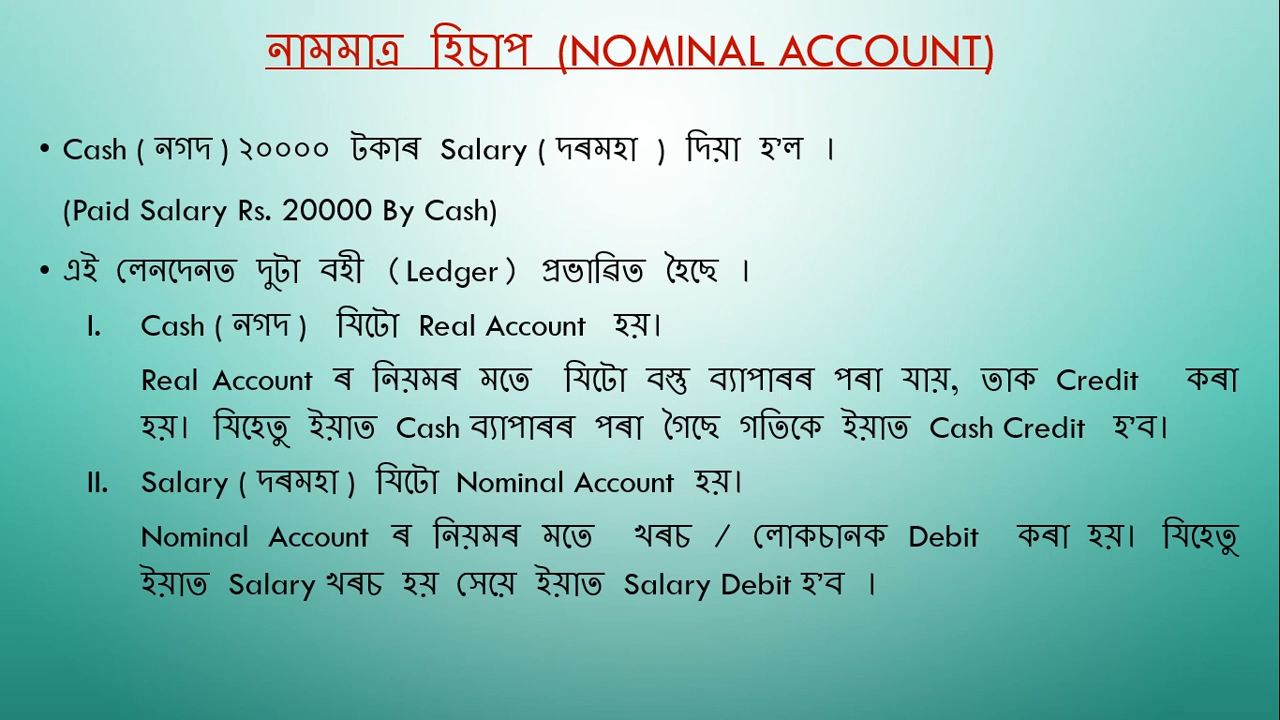 নামমাত্ৰ হিচাপ (NOMINAL ACCOUNT)
• Cash ( নগদ ) ২০০০০ টকাৰ Salary ( দৰমহা ) দিয়া হ’ল ।
(Paid Salary Rs. 20000 By Cash)
• এই লেনদেনত দুটা বহী ( Ledger ) প্ৰভাৱিত হৈছে ।
I. Cash ( নগদ ) যিটো Real Account হয়।
Real Account ৰ নিয়মৰ মতে যিটো বস্তু ব্যাপাৰৰ পৰা যায়, তাক Credit কৰা
হয়। যিহেতু ইয়াত Cash ব্যাপাৰৰ পৰা গৈছে গতিকে ইয়াত Cash Credit হ’ব।
II. Salary ( দৰমহা ) যিটো Nominal Account হয়।
Nominal Account ৰ নিয়মৰ মতে খৰচ / লোকচানক Debit কৰা হয়। যিহেতু
ইয়াত Salary খৰচ হয় সেয়ে ইয়াত Salary Debit হ’ব ।